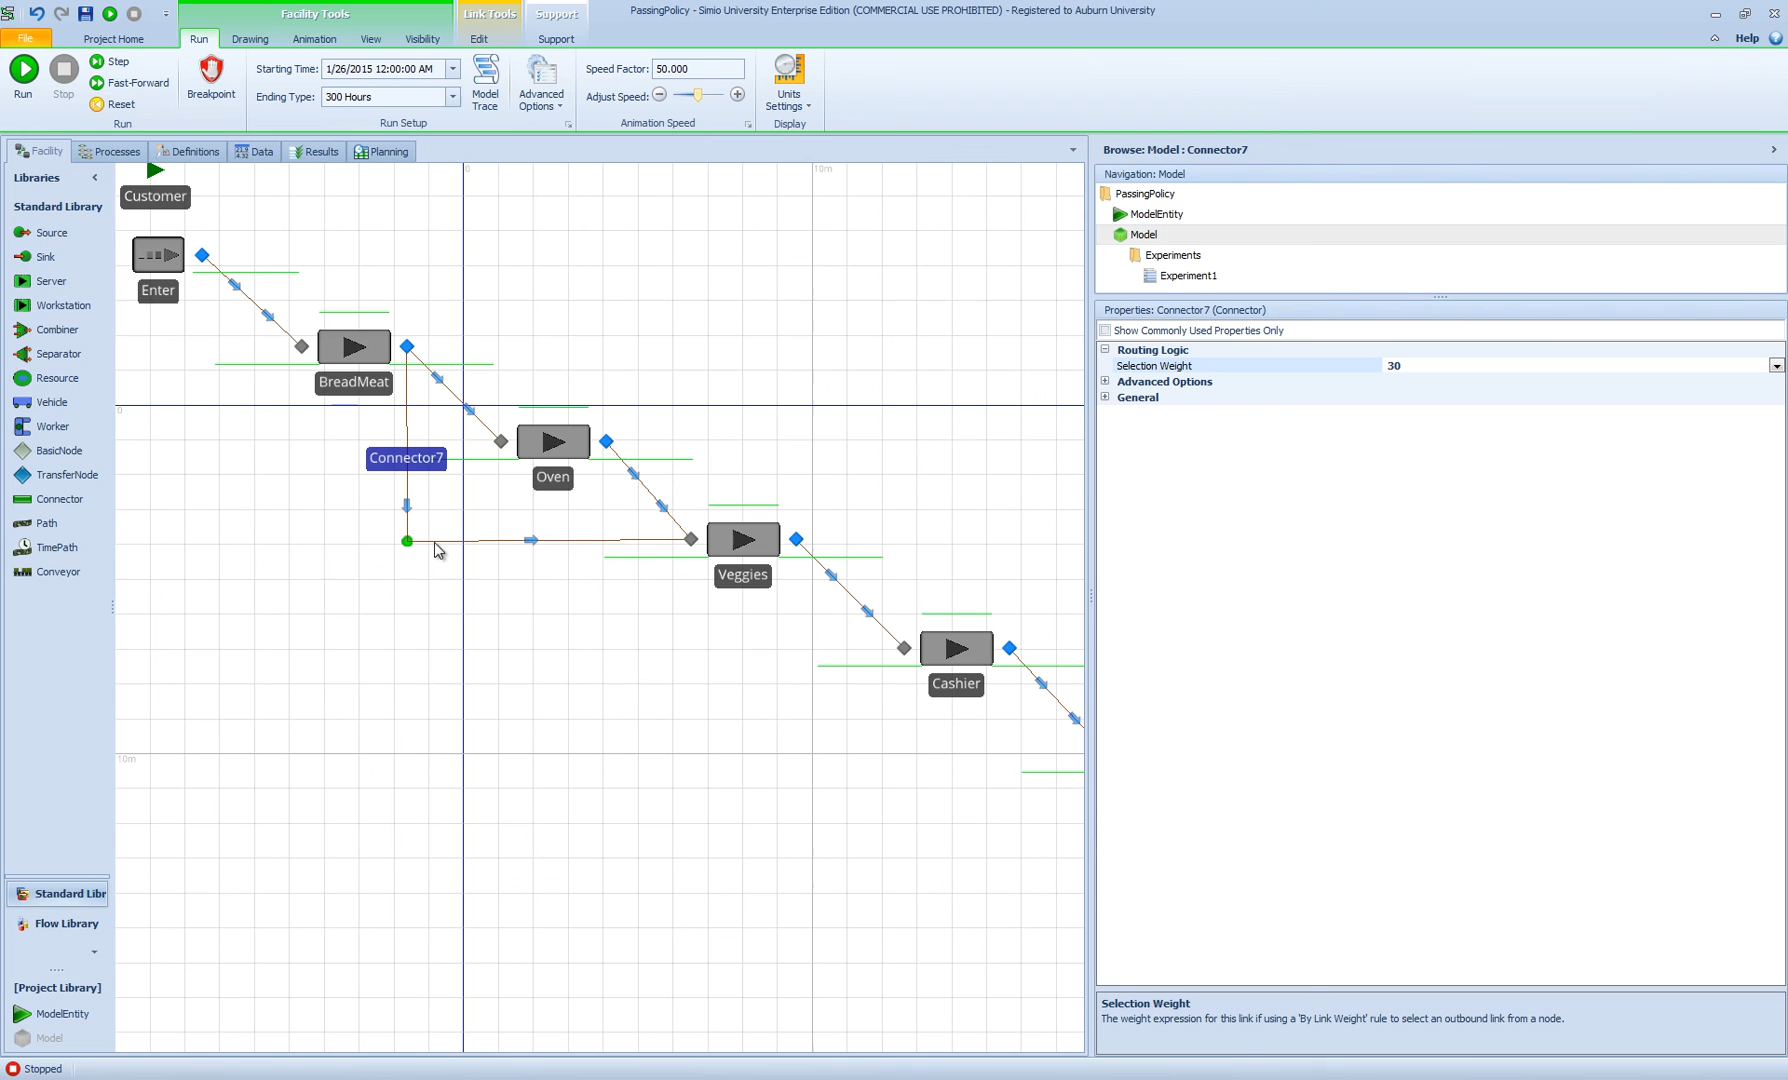 Facility Tools
Link Tools
Support
PassingPolicy - Simio University Enterprise Edition (COMMERCIAL USE PROHIBITED) - Registered to Auburn University
File
Project Home
Run
Drawing
Animation
View
Visibility
Edit
Support
Help
Run
Stop
Step
Fast-Forward
Reset
Run
Breakpoint
Starting Time: 1/26/2015 12:00:00 AM
Ending Type: 300 Hours
Run Setup
Model
Trace
Advanced
Options
Speed Factor: 50.000
Adjust Speed:
Animation Speed
Units
Settings
Display
Facility
Processes
Definitions
Data
Results
Planning
Libraries
Standard Library
Source
Sink
Server
Workstation
Combiner
Separator
Resource
Vehicle
Worker
BasicNode
TransferNode
Connector
Path
TimePath
Conveyor
Standard Libr
Flow Library
[Project Library]
ModelEntity
Model
0
10m
0
10m
Customer
Enter
BreadMeat
Connector7
Oven
Veggies
Cashier
Browse: Model : Connector7
Navigation: Model
PassingPolicy
ModelEntity
Model
Experiments
Experiment1
Properties: Connector7 (Connector)
Show Commonly Used Properties Only
Routing Logic
Selection Weight 30
Advanced Options
General
Selection Weight
The weight expression for this link if using a 'By Link Weight' rule to select an outbound link from a node.
Stopped